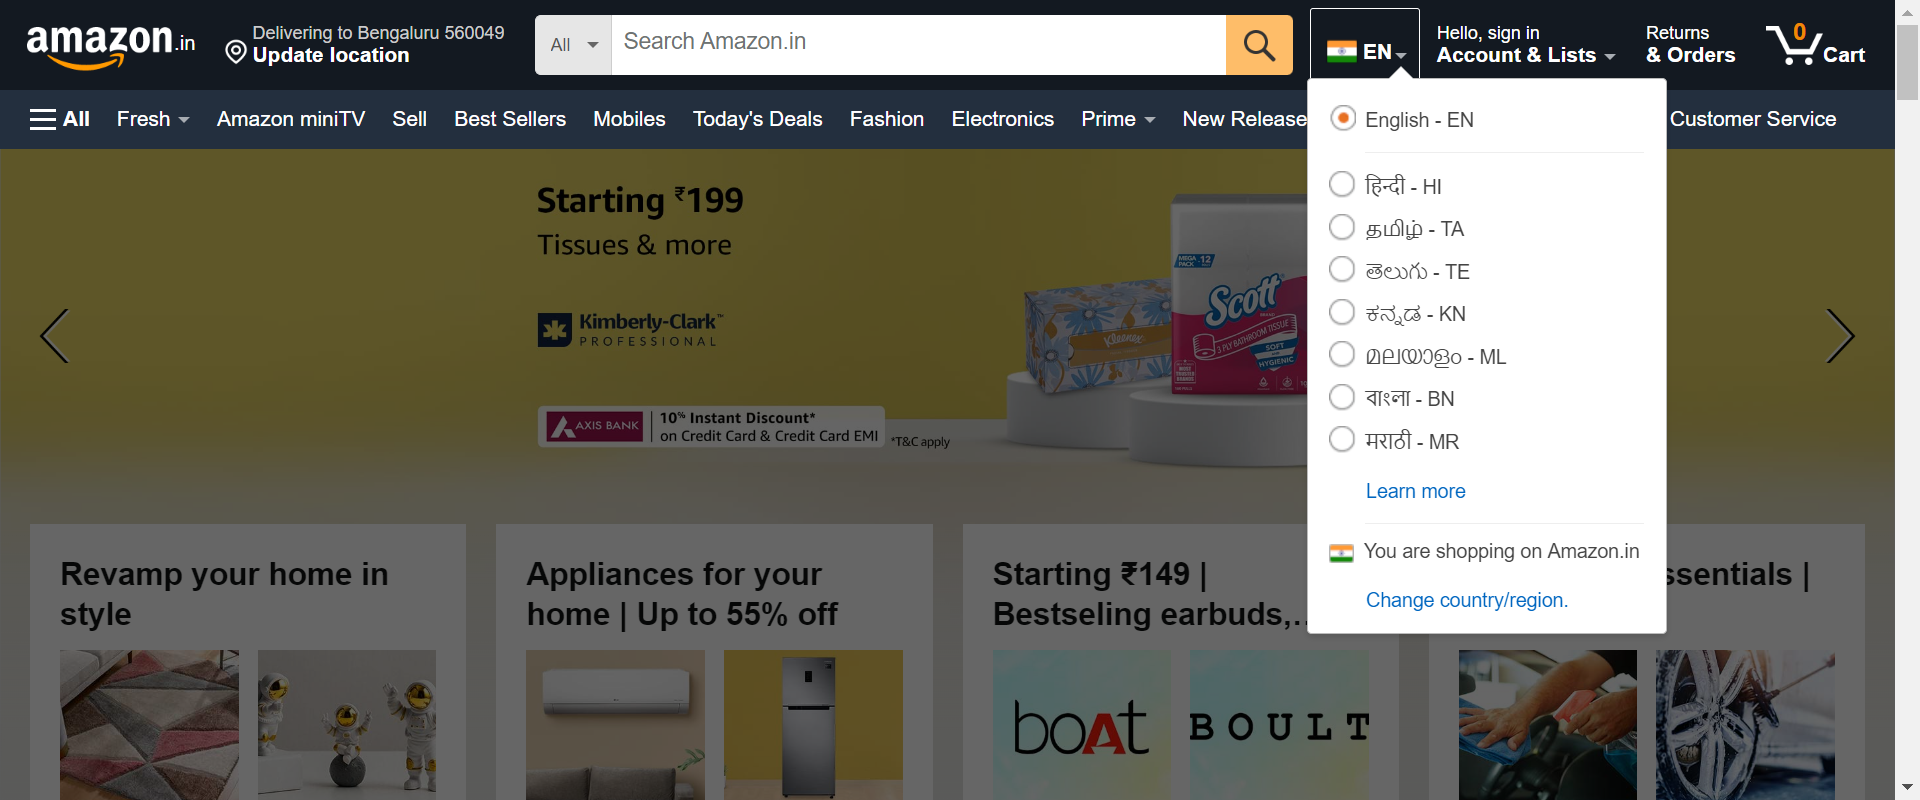 amazon.in
Delivering to Bengaluru 560049
Update location
All
Search Amazon.in
EN
Hello, sign in
Account & Lists
Returns
& Orders
0
Cart
All
Fresh
Amazon miniTV
Sell
Best Sellers
Mobiles
Today's Deals
Fashion
Electronics
Prime
New Release
Customer Service
English - EN
हिन्दी - HI
தமிழ் - TA
తెలుగు - TE
ಕನ್ನಡ - KN
മലയാളം - ML
বাংলা - BN
मराठी - MR
Learn more
You are shopping on Amazon.in
Change country/region.
Starting ₹199
Tissues & more
Kimberly-Clark™
PROFESSIONAL
AXIS BANK
10% Instant Discount*
on Credit Card & Credit Card EMI
*T&C apply
Kleenex
MEGA
PACK 12
Scott
BRAND
3 PLY BATHROOM TISSUE
SOFT
HYGIENIC
MOST
TRUSTED
BRAND
Revamp your home in
style
Appliances for your
home | Up to 55% off
Starting ₹149 |
Bestseling earbuds,…
ssentials |
boAt
BOULT